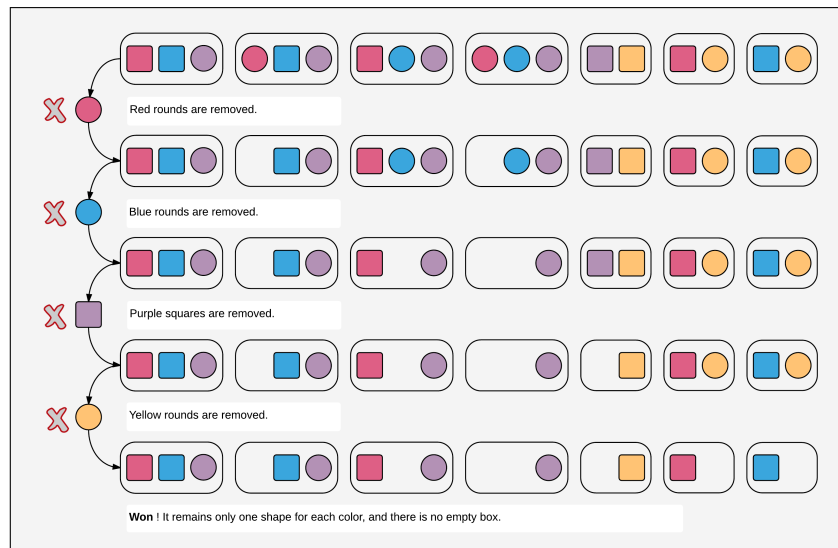 Red rounds are removed.
Blue rounds are removed.
Purple squares are removed.
Yellow rounds are removed.
Won ! It remains only one shape for each color, and there is no empty box.